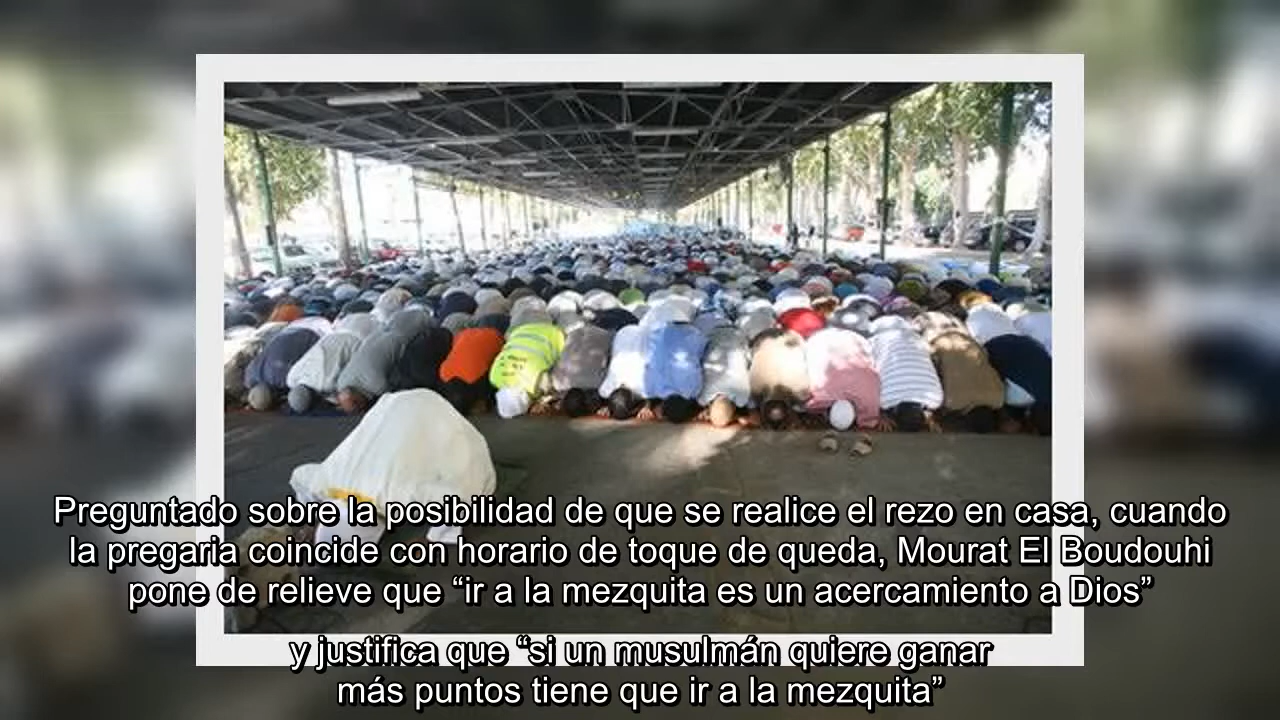 Preguntado sobre la posibilidad de que se realice el rezo en casa, cuando
la pregaria coincide con horario de toque de queda, Mourat El Boudouhi
pone de relieve que “ir a la mezquita es un acercamiento a Dios”
y justifica que “si un musulmán quiere ganar
más puntos tiene que ir a la mezquita”